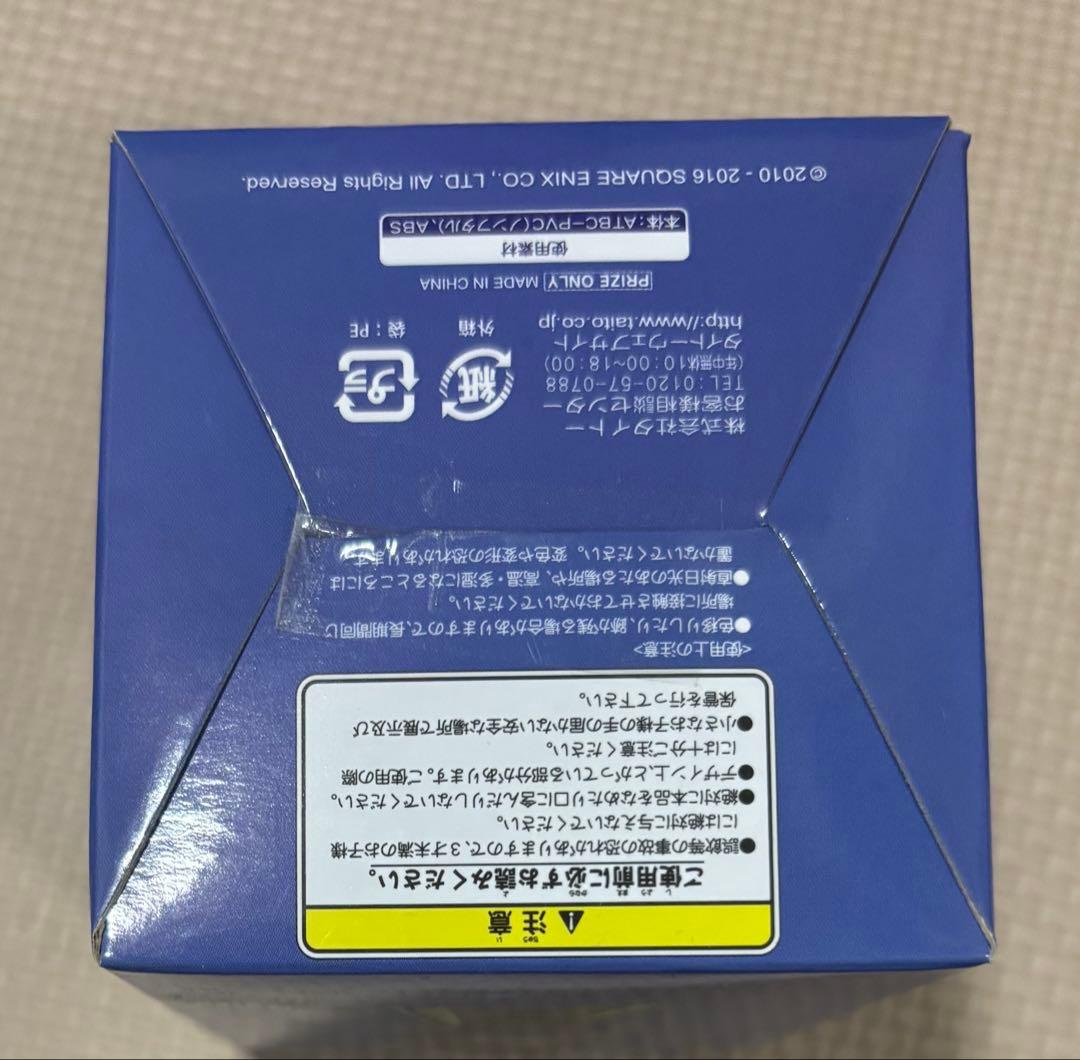 注意
ご使用前に必ずお読みください。
●誤飲等の事故の恐れがありますので、3才未満のお子様
には絶対に与えないでください。
●絶対に本品をなめたり口に含んだりしないでください。
●デザイン上、とがっている部分があります。ご使用の際
には十分ご注意ください。
●小さなお子様の手の届かない安全な場所で展示及び
保管を行って下さい。
<使用上の注意>
●色移りしたり、跡が残る場合がありますので、長期間同じ
場所に接触させておかないでください。
●直射日光のあたる場所や、高温・多湿になるところには
置かないでください。変色や変形の恐れがあります。
株式会社タイトー
お客様相談センター
TEL:0120-57-0788
(年中無休10:00~18:00)
タイトーウェブサイト
http://www.taito.co.jp
紙
外箱
プラ
袋:PE
PRIZE ONLY MADE IN CHINA
使用素材
本体:ATBC-PVC(ノンフタル)、ABS
©2010 - 2016 SQUARE ENIX CO., LTD. All Rights Reserved.